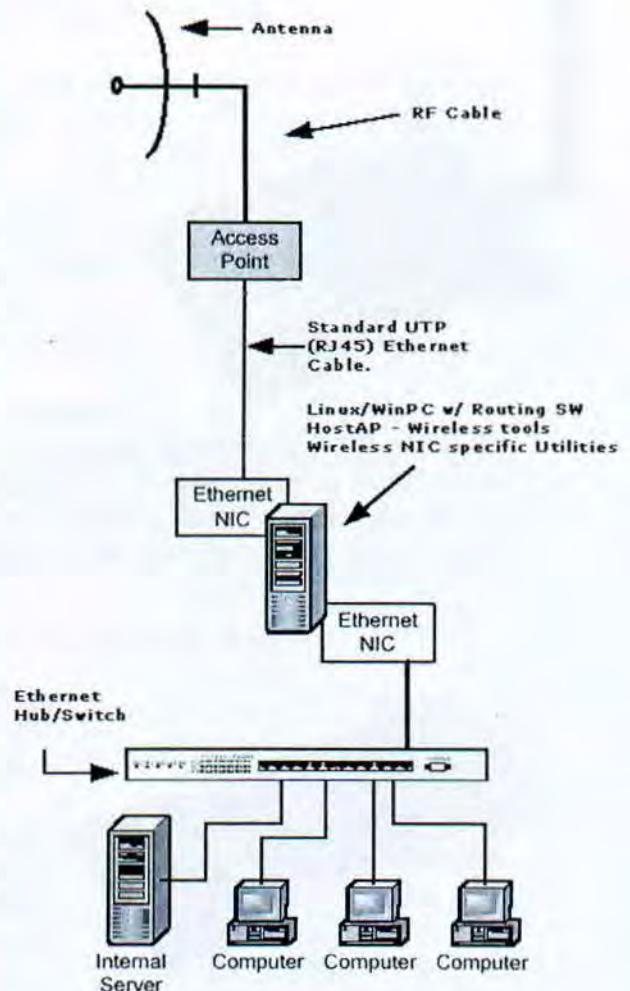 Antenna
RF Cable
Access
Point
Standard UTP
(RJ45) Ethernet
Cable.
Linux/WinPC w/ Routing SW
HostAP - Wireless tools
Wireless NIC specific Utilities
Ethernet
NIC
Ethernet
NIC
Ethernet
Hub/Switch
Internal
Server
Computer
Computer
Computer